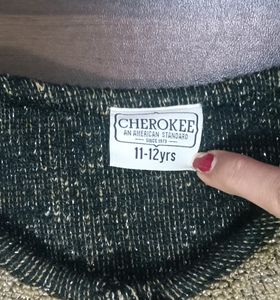 CHEROKEE
AN AMERICAN STANDARD
SINCE 1973
11-12yrs